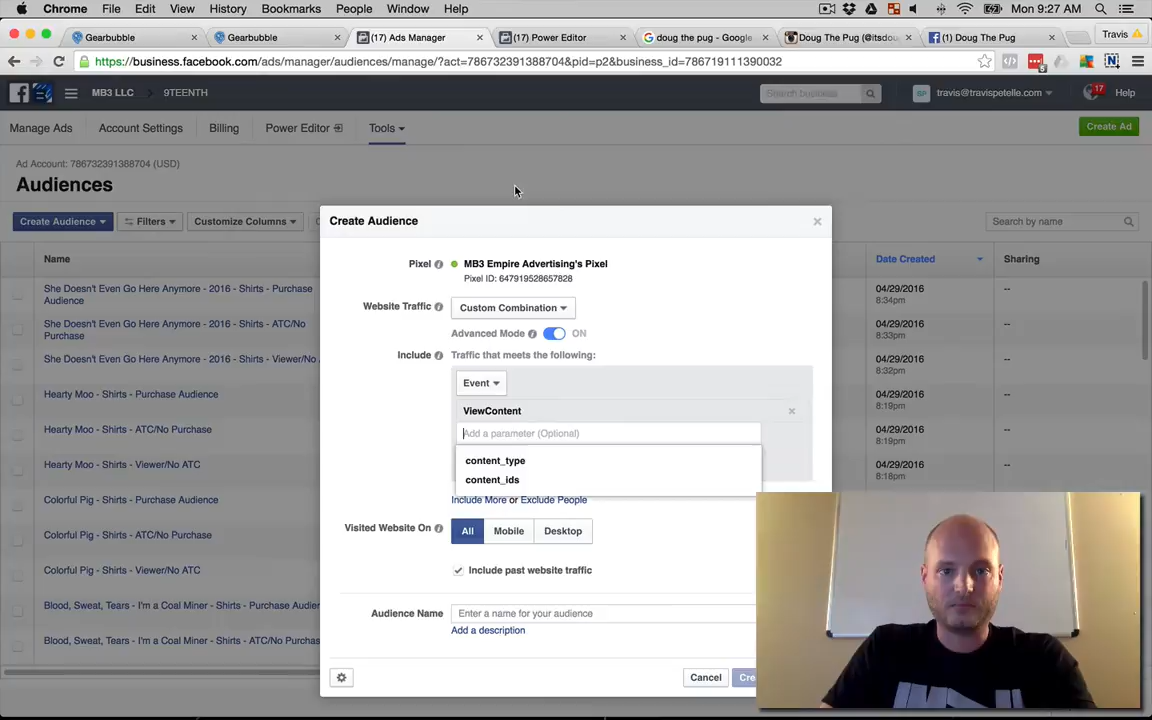 Chrome File Edit View History Bookmarks People Window Help Mon 9:27 AM
Gearbubble Gearbubble (17) Ads Manager (17) Power Editor doug the pug - Google Doug The Pug (@itsdou (1) Doug The Pug Travis
https://business.facebook.com/ads/manager/audiences/manage/?act=786732391388704&pid=p2&business_id=786719111390032
MB3 LLC 9TEENTH Search business travis@travispetelle.com 17 Help
Manage Ads Account Settings Billing Power Editor Tools Create Ad
Ad Account: 786732391388704 (USD)
Audiences
Create Audience Filters Customize Columns Search by name
Name Date Created Sharing
She Doesn't Even Go Here Anymore - 2016 - Shirts - Purchase
Audience
04/29/2016 --
8:34pm
She Doesn't Even Go Here Anymore - 2016 - Shirts - ATC/No
Purchase
04/29/2016 --
8:33pm
She Doesn't Even Go Here Anymore - 2016 - Shirts - Viewer/No
04/29/2016 --
8:32pm
Hearty Moo - Shirts - Purchase Audience
04/29/2016 --
8:19pm
Hearty Moo - Shirts - ATC/No Purchase
04/29/2016 --
8:19pm
Hearty Moo - Shirts - Viewer/No ATC
04/29/2016 --
8:18pm
Colorful Pig - Shirts - Purchase Audience
Colorful Pig - Shirts - ATC/No Purchase
Colorful Pig - Shirts - Viewer/No ATC
Blood, Sweat, Tears - I'm a Coal Miner - Shirts - Purchase
Blood, Sweat, Tears - I'm a Coal Miner - Shirts - ATC/No
Create Audience
Pixel MB3 Empire Advertising's Pixel
Pixel ID: 647919528657828
Website Traffic Custom Combination
Advanced Mode ON
Include Traffic that meets the following:
Event
ViewContent
Add a parameter (Optional)
content_type
content_ids
Include More or Exclude People
Visited Website On All Mobile Desktop
Include past website traffic
Audience Name Enter a name for your audience
Add a description
Cancel